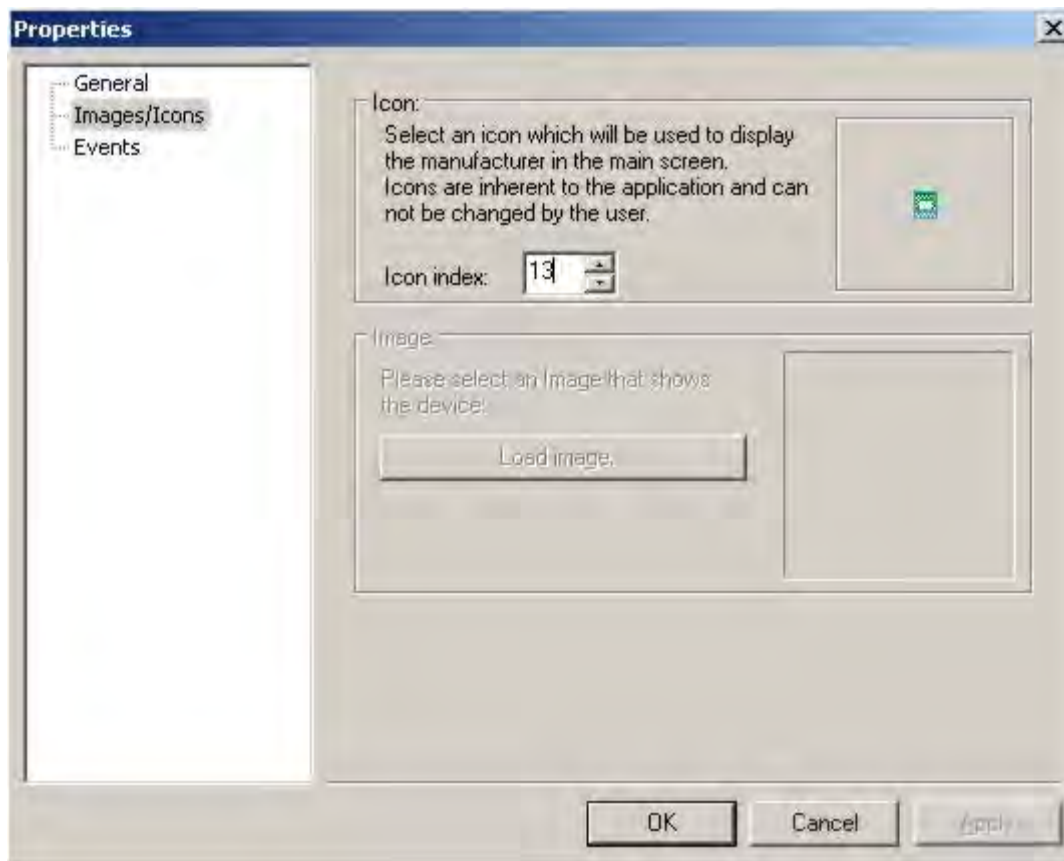 Properties
General
Images/Icons
Events
Icon:
Select an icon which will be used to display
the manufacturer in the main screen.
Icons are inherent to the application and can
not be changed by the user.
Icon index:
13
Image
Please select an Image that shows
the device:
Load image.
OK
Cancel
Apply